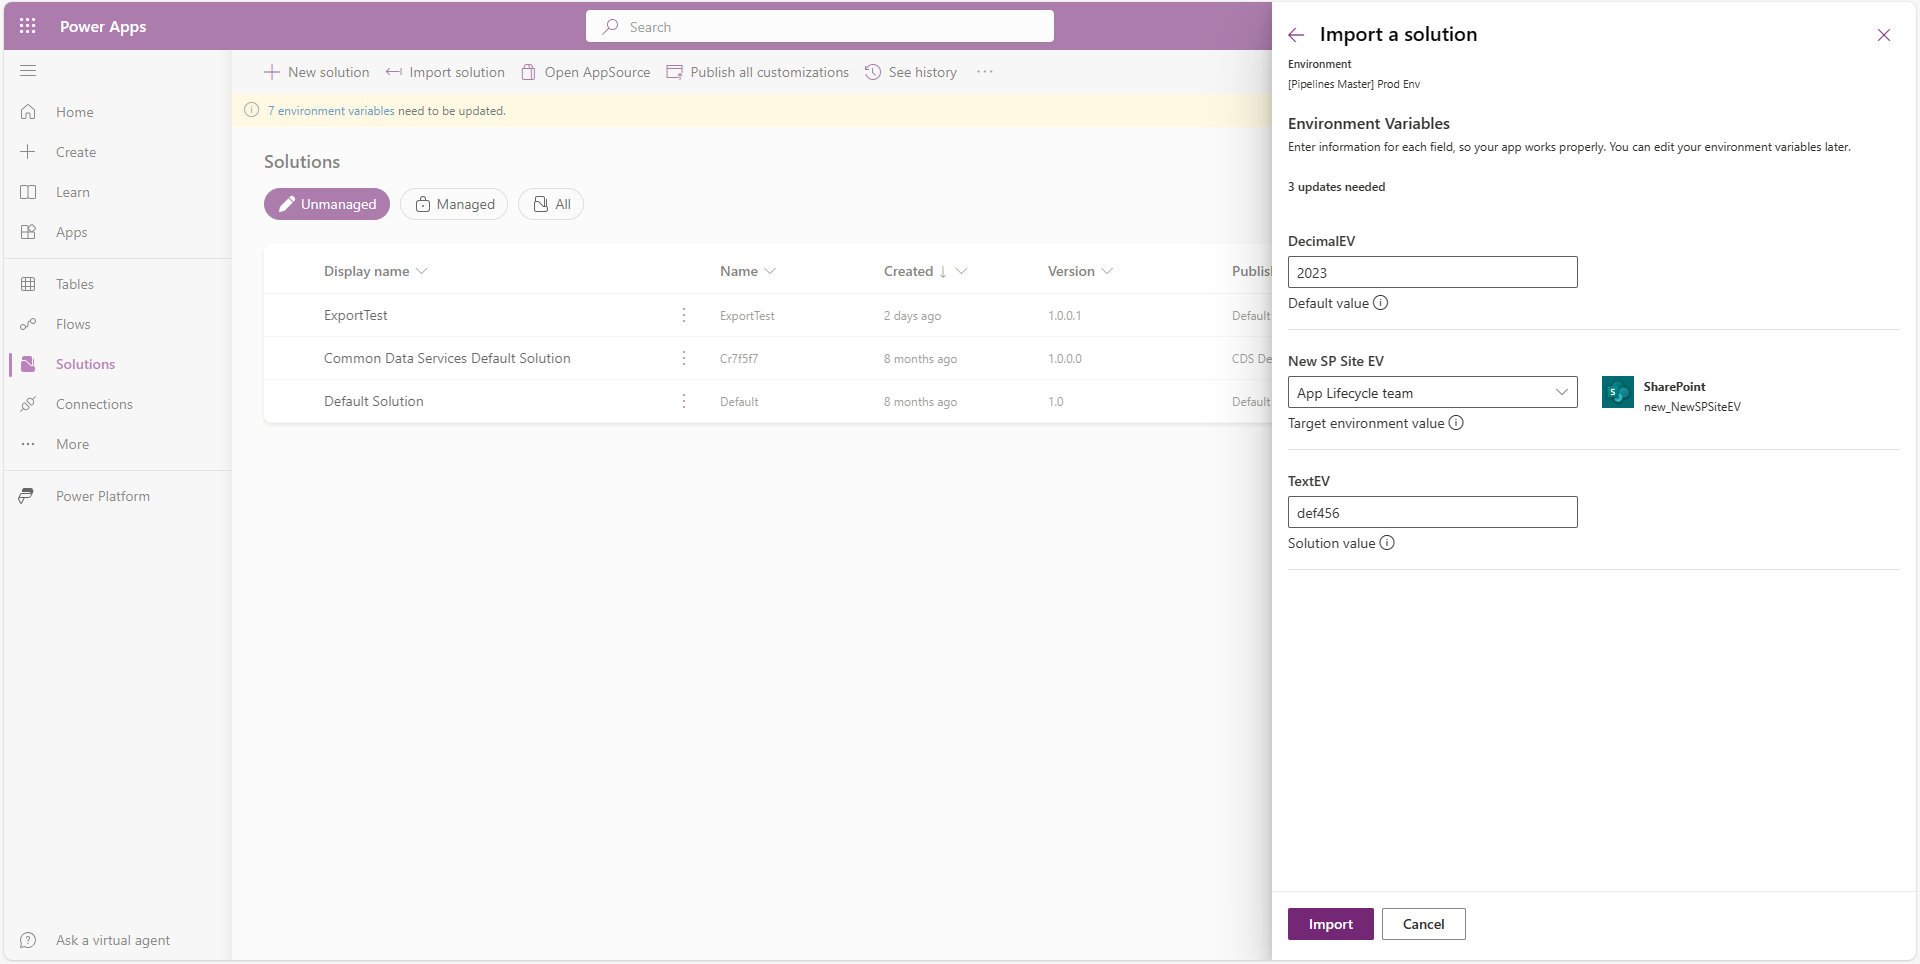 Power Apps
Search
Home
Create
Learn
Apps
Tables
Flows
Solutions
Connections
More
Power Platform
Ask a virtual agent
New solution
Import solution
Open AppSource
Publish all customizations
See history
7 environment variables need to be updated.
Solutions
Unmanaged
Managed
All
Display name Name Created Version Publis
ExportTest ExportTest 2 days ago 1.0.0.1 Default
Common Data Services Default Solution Cr7f5f7 8 months ago 1.0.0.0 CDS De
Default Solution Default 8 months ago 1.0 Default
Import a solution
Environment
[Pipelines Master] Prod Env
Environment Variables
Enter information for each field, so your app works properly. You can edit your environment variables later.
3 updates needed
DecimalEV
2023
Default value
New SP Site EV
App Lifecycle team
SharePoint
new_NewSPSiteEV
Target environment value
TextEV
def456
Solution value
Import
Cancel